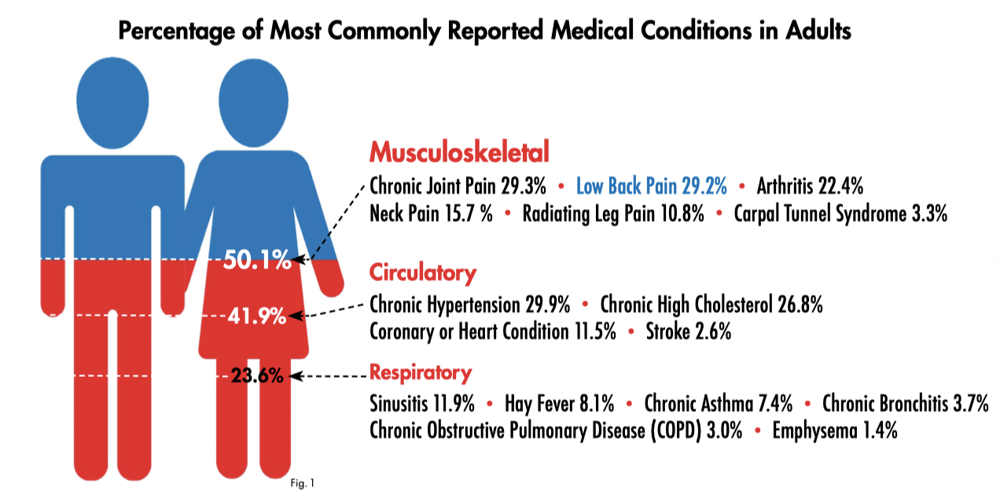 Percentage of Most Commonly Reported Medical Conditions in Adults
Musculoskeletal
Chronic Joint Pain 29.3% • Low Back Pain 29.2% • Arthritis 22.4%
Neck Pain 15.7 % • Radiating Leg Pain 10.8% • Carpal Tunnel Syndrome 3.3%
50.1%
Circulatory
Chronic Hypertension 29.9% • Chronic High Cholesterol 26.8%
Coronary or Heart Condition 11.5% • Stroke 2.6%
41.9%
Respiratory
Sinusitis 11.9% • Hay Fever 8.1% • Chronic Asthma 7.4% • Chronic Bronchitis 3.7%
Chronic Obstructive Pulmonary Disease (COPD) 3.0% • Emphysema 1.4%
23.6%
Fig. 1